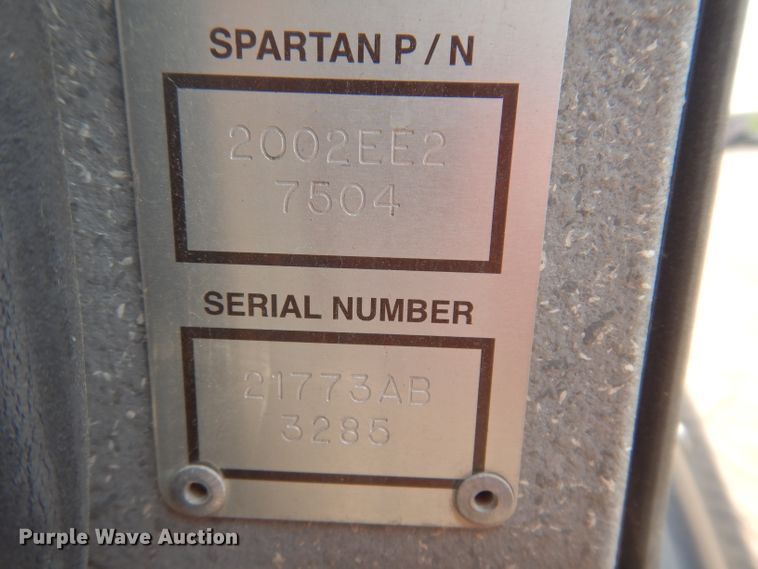 SPARTAN P/N
2002EE2
7504
SERIAL NUMBER
21773AB
3285
Purple Wave Auction